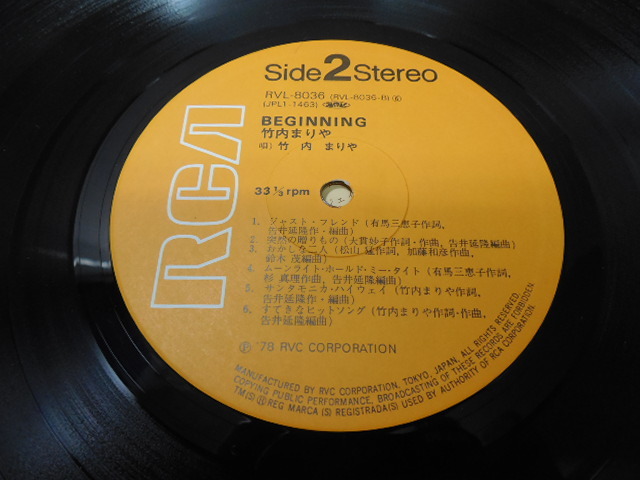 RCA
Side 2 Stereo
RVL-8036 (RVL-8036-B)
(JPL1-1463)
BEGINNING
竹内まりや
唄) 竹 内 まりや
33 1/3 rpm
1. ジャスト・フレンド (有馬三恵子作詞,
告井延隆作・編曲)
2. 突然の贈りもの (大貫妙子作詞・作曲, 告井延隆編曲)
3. おかしな二人 (松山 猛作詞, 加藤和彦作曲,
鈴木 茂編曲)
4. ムーンライト・ホールド・ミー・タイト (有馬三恵子作詞,
杉 真理作曲, 告井延隆編曲)
5. サンタモニカ・ハイウェイ (竹内まりや作詞,
告井延隆作・編曲)
6. すてきなヒットソング (竹内まりや作詞・作曲,
告井延隆編曲)
Ⓟ '78 RVC CORPORATION
MANUFACTURED BY RVC CORPORATION, TOKYO, JAPAN, ALL RIGHTS RESERVED,
COPYING PUBLIC PERFORMANCE, BROADCASTING OF THESE RECORDS ARE FORBIDDEN.
TM(S) Ⓡ REG MARCA (S) REGISTRADA(S) USED BY AUTHORITY OF RCA CORPORATION.